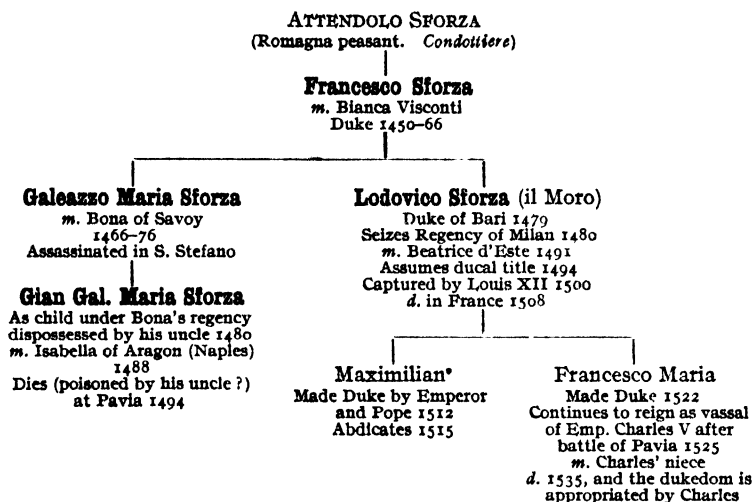 ATTENDOLO SFORZA
(Romagna peasant. Condottiere)
Francesco Sforza
m. Bianca Visconti
Duke 1450–66
Galeazzo Maria Sforza
m. Bona of Savoy
1466–76
Assassinated in S. Stefano
Gian Gal. Maria Sforza
As child under Bona's regency
dispossessed by his uncle 1480
m. Isabella of Aragon (Naples)
1488
Dies (poisoned by his uncle?)
at Pavia 1494
Lodovico Sforza (il Moro)
Duke of Bari 1479
Seizes Regency of Milan 1480
m. Beatrice d'Este 1491
Assumes ducal title 1494
Captured by Louis XII 1500
d. in France 1508
Maximilian*
Made Duke by Emperor
and Pope 1512
Abdicates 1515
Francesco Maria
Made Duke 1522
Continues to reign as vassal
of Emp. Charles V after
battle of Pavia 1525
m. Charles' niece
d. 1535, and the dukedom is
appropriated by Charles